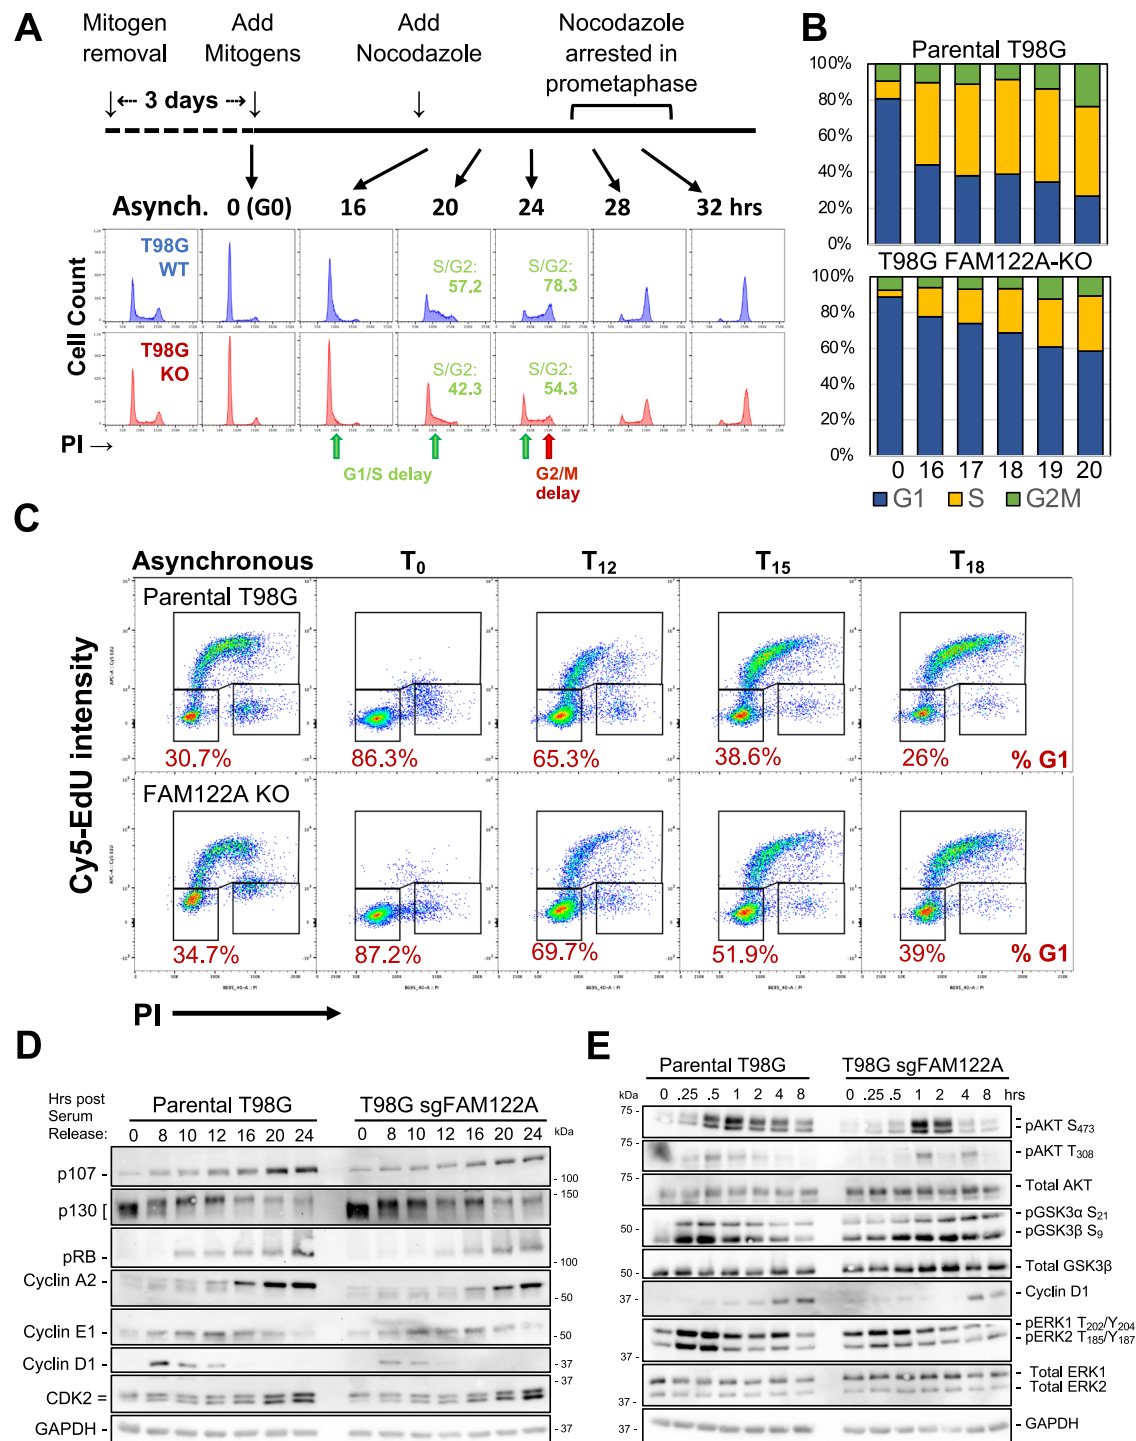 A
Mitogen removal
Add Mitogens
Add Nocodazole
Nocodazole arrested in prometaphase
3 days
Asynch. 0 (G0) 16 20 24 28 32 hrs
Cell Count
T98G WT
S/G2: 57.2
S/G2: 78.3
T98G KO
S/G2: 42.3
S/G2: 54.3
PI →
G1/S delay
G2/M delay
B
Parental T98G
100%
80%
60%
40%
20%
0%
T98G FAM122A-KO
100%
80%
60%
40%
20%
0%
0 16 17 18 19 20
G1 S G2M
C
Asynchronous T0 T12 T15 T18
Cy5-EdU intensity
Parental T98G
30.7% 86.3% 65.3% 38.6% 26% % G1
FAM122A KO
34.7% 87.2% 69.7% 51.9% 39% % G1
PI
D
Hrs post Serum Release:
Parental T98G
T98G sgFAM122A
0 8 10 12 16 20 24 0 8 10 12 16 20 24 kDa
p107 - - 100
p130 [ - 150
pRB - - 100
Cyclin A2 - 50
Cyclin E1 - - 50
Cyclin D1 - - 37
CDK2 = - 37
GAPDH - - 37
E
Parental T98G
T98G sgFAM122A
kDa 0 .25 .5 1 2 4 8 0 .25 .5 1 2 4 8 hrs
75 - - pAKT S473
75 - - pAKT T308
75 - - Total AKT
50 - - pGSK3α S21
- pGSK3β S9
50 - - Total GSK3β
37 - - Cyclin D1
37 - - pERK1 T202/Y204
- pERK2 T185/Y187
37 - - Total ERK1
- Total ERK2
37 - - GAPDH